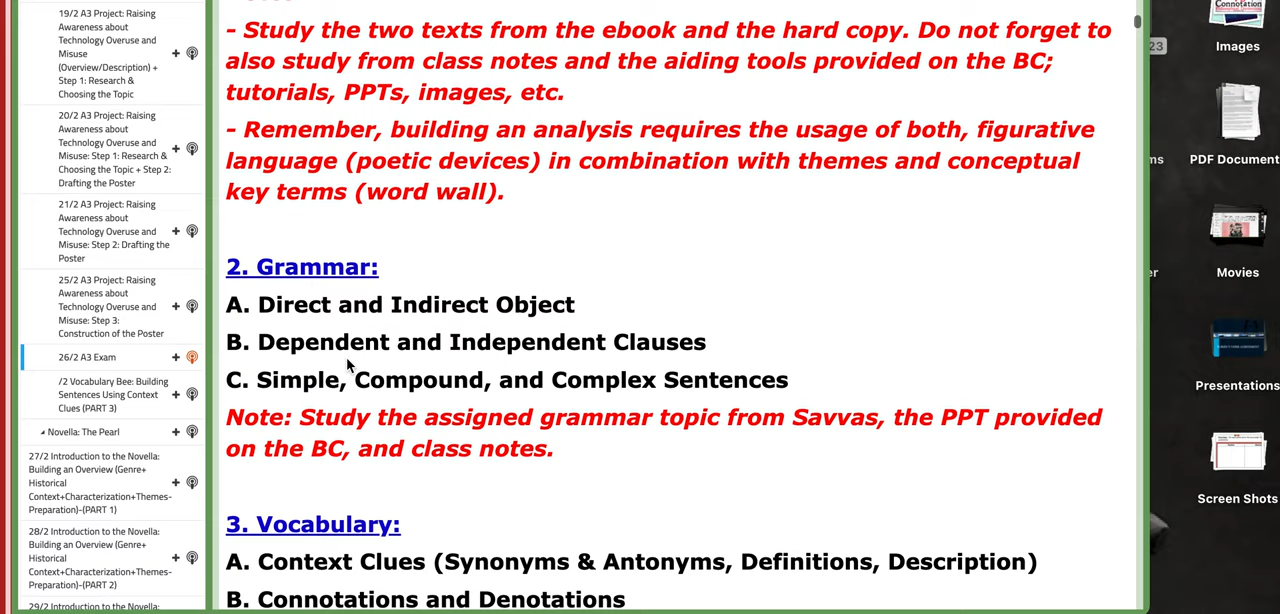 19/2 A3 Project: Raising
Awareness about
Technology Overuse and
Misuse
(Overview/Description) +
Step 1: Research &
Choosing the Topic
20/2 A3 Project: Raising
Awareness about
Technology Overuse and
Misuse: Step 1: Research &
Choosing the Topic + Step 2:
Drafting the Poster
21/2 A3 Project: Raising
Awareness about
Technology Overuse and
Misuse: Step 2: Drafting the
Poster
25/2 A3 Project: Raising
Awareness about
Technology Overuse and
Misuse: Step 3:
Construction of the Poster
26/2 A3 Exam
/2 Vocabulary Bee: Building
Sentences Using Context
Clues (PART 3)
Novella: The Pearl
27/2 Introduction to the Novella:
Building an Overview (Genre+
Historical
Context+Characterization+Themes-
Preparation)-(PART 1)
28/2 Introduction to the Novella:
Building an Overview (Genre+
Historical
Context+Characterization+Themes-
Preparation)-(PART 2)
29/2 Introduction to the Novella:
- Study the two texts from the ebook and the hard copy. Do not forget to
also study from class notes and the aiding tools provided on the BC;
tutorials, PPTs, images, etc.
- Remember, building an analysis requires the usage of both, figurative
language (poetic devices) in combination with themes and conceptual
key terms (word wall).
2. Grammar:
A. Direct and Indirect Object
B. Dependent and Independent Clauses
C. Simple, Compound, and Complex Sentences
Note: Study the assigned grammar topic from Savvas, the PPT provided
on the BC, and class notes.
3. Vocabulary:
A. Context Clues (Synonyms & Antonyms, Definitions, Description)
B. Connotations and Denotations
23
ms
er
Connotation
Images
PDF Document
Movies
Presentations
Screen Shots